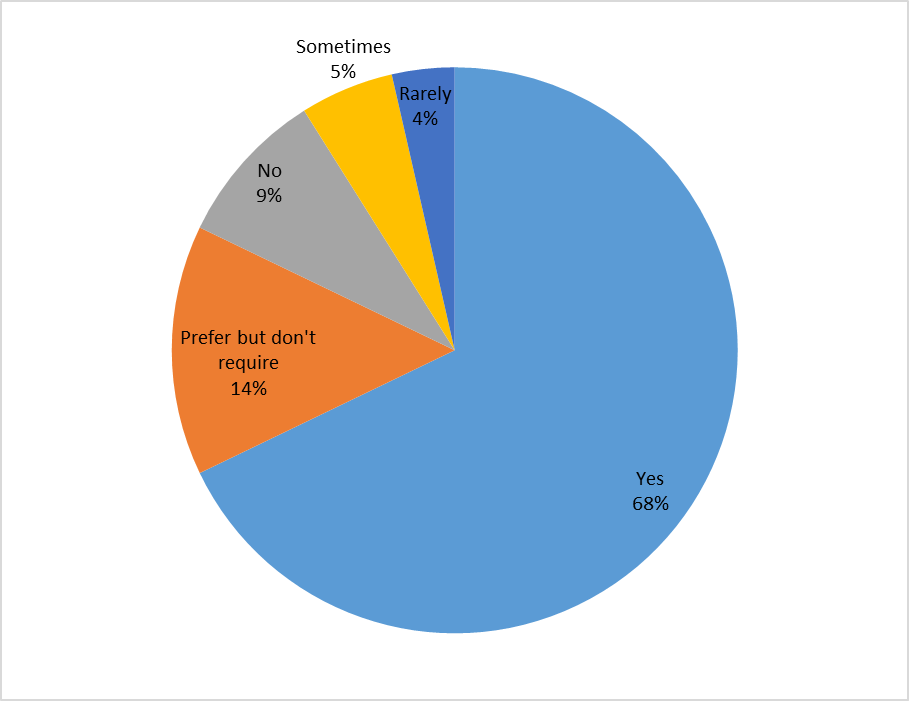 Sometimes
5%
Rarely
4%
No
9%
Prefer but don't
require
14%
Yes
68%